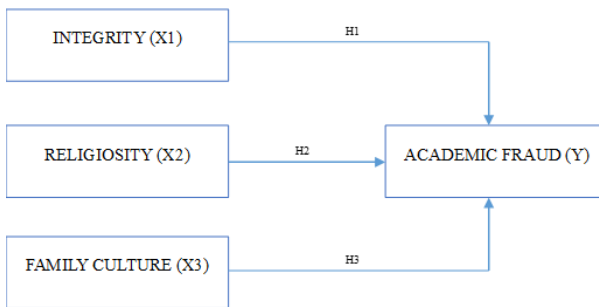 INTEGRITY (X1)
H1
RELIGIOSITY (X2)
H2
ACADEMIC FRAUD (Y)
FAMILY CULTURE (X3)
H3